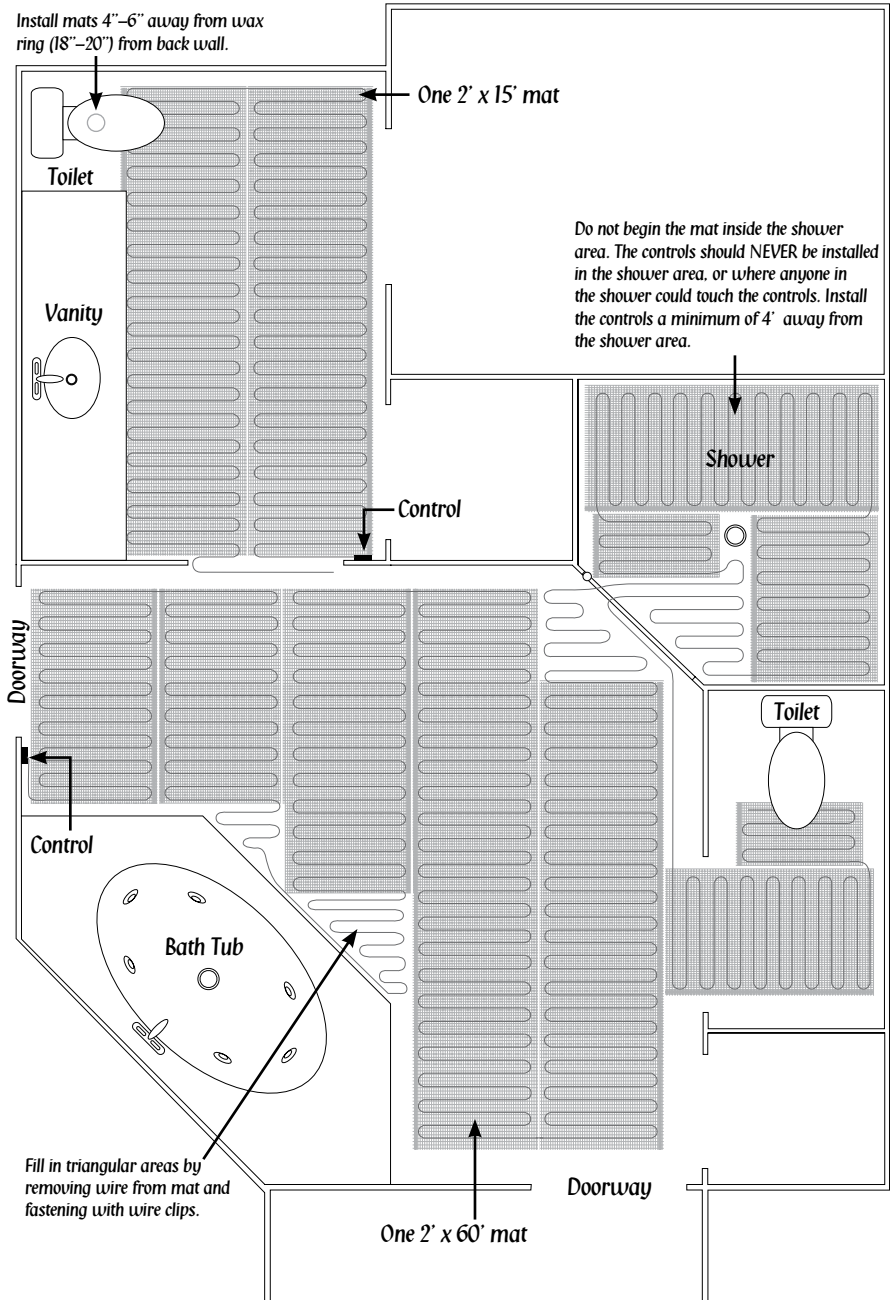 Install mats 4"–6" away from wax
ring (18"–20") from back wall.
One 2' x 15' mat
Toilet
Do not begin the mat inside the shower
area. The controls should NEVER be installed
in the shower area, or where anyone in
the shower could touch the controls. Install
the controls a minimum of 4' away from
the shower area.
Vanity
Shower
Control
Doorway
Toilet
Control
Bath Tub
Fill in triangular areas by
removing wire from mat and
fastening with wire clips.
Doorway
One 2' x 60' mat